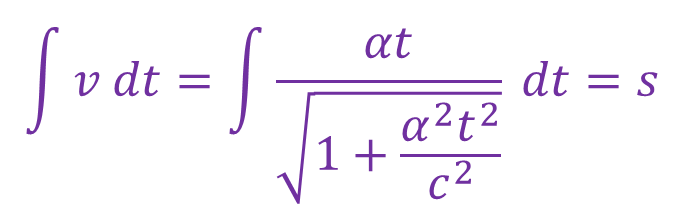 ∫ v dt = ∫ αt / √(1 + α²t²/c²) dt = s